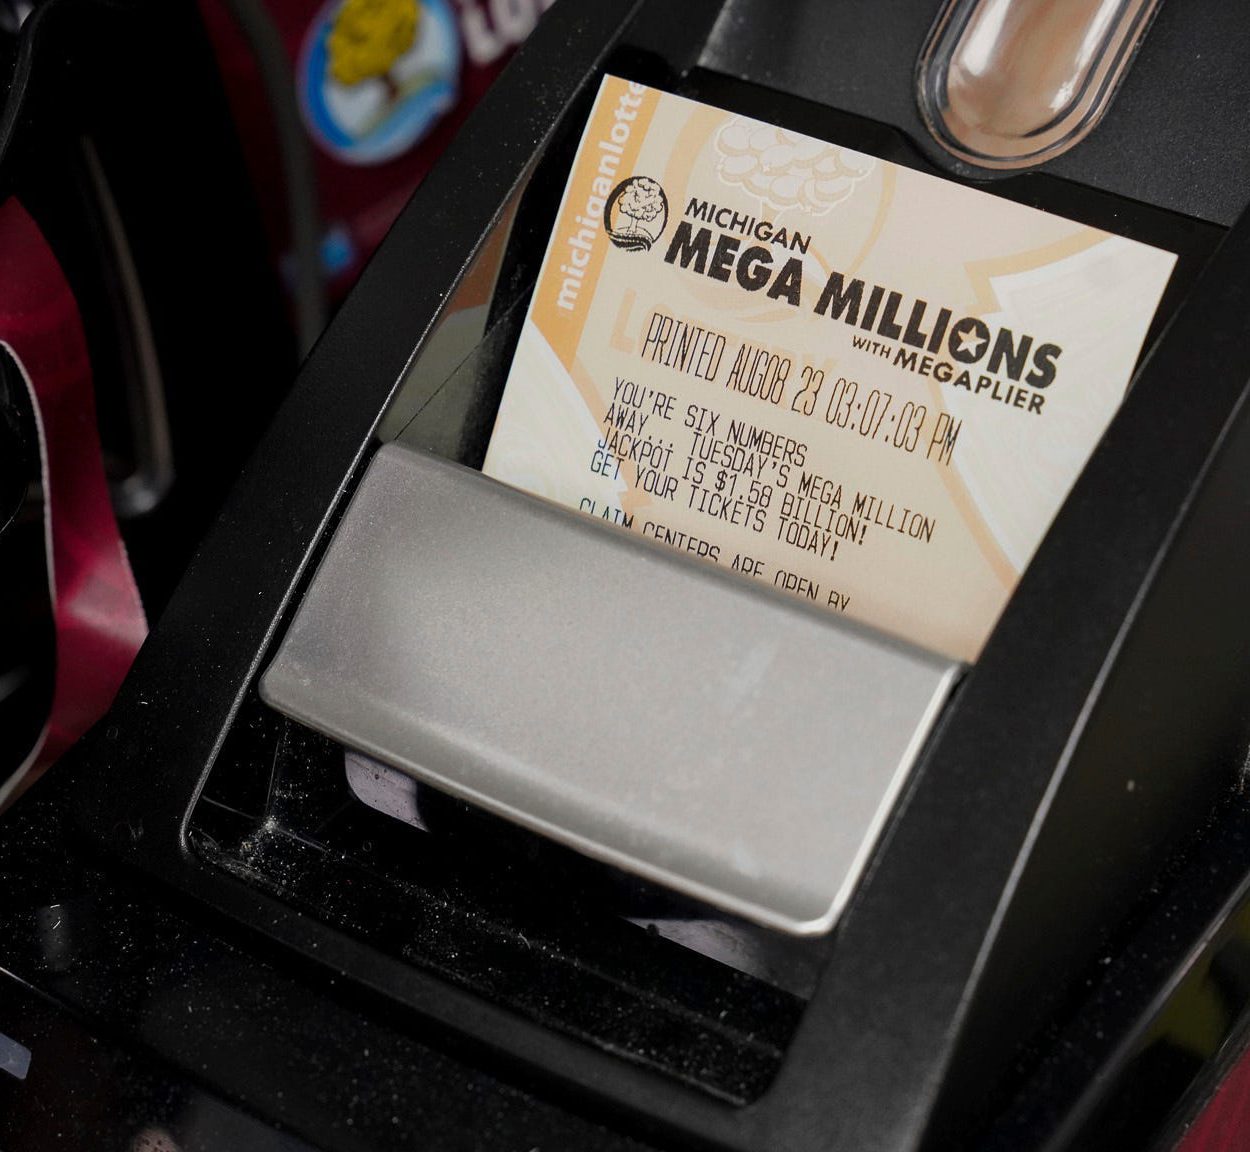 michiganlotte
MICHIGAN
MEGA MILLIONS
WITH MEGAPLIER
PRINTED AUG08 23 03:07:03 PM
YOU'RE SIX NUMBERS
AWAY... TUESDAY'S MEGA MILLION
JACKPOT IS $1.58 BILLION!
GET YOUR TICKETS TODAY!
CLAIM CENTERS ARE OPEN BY